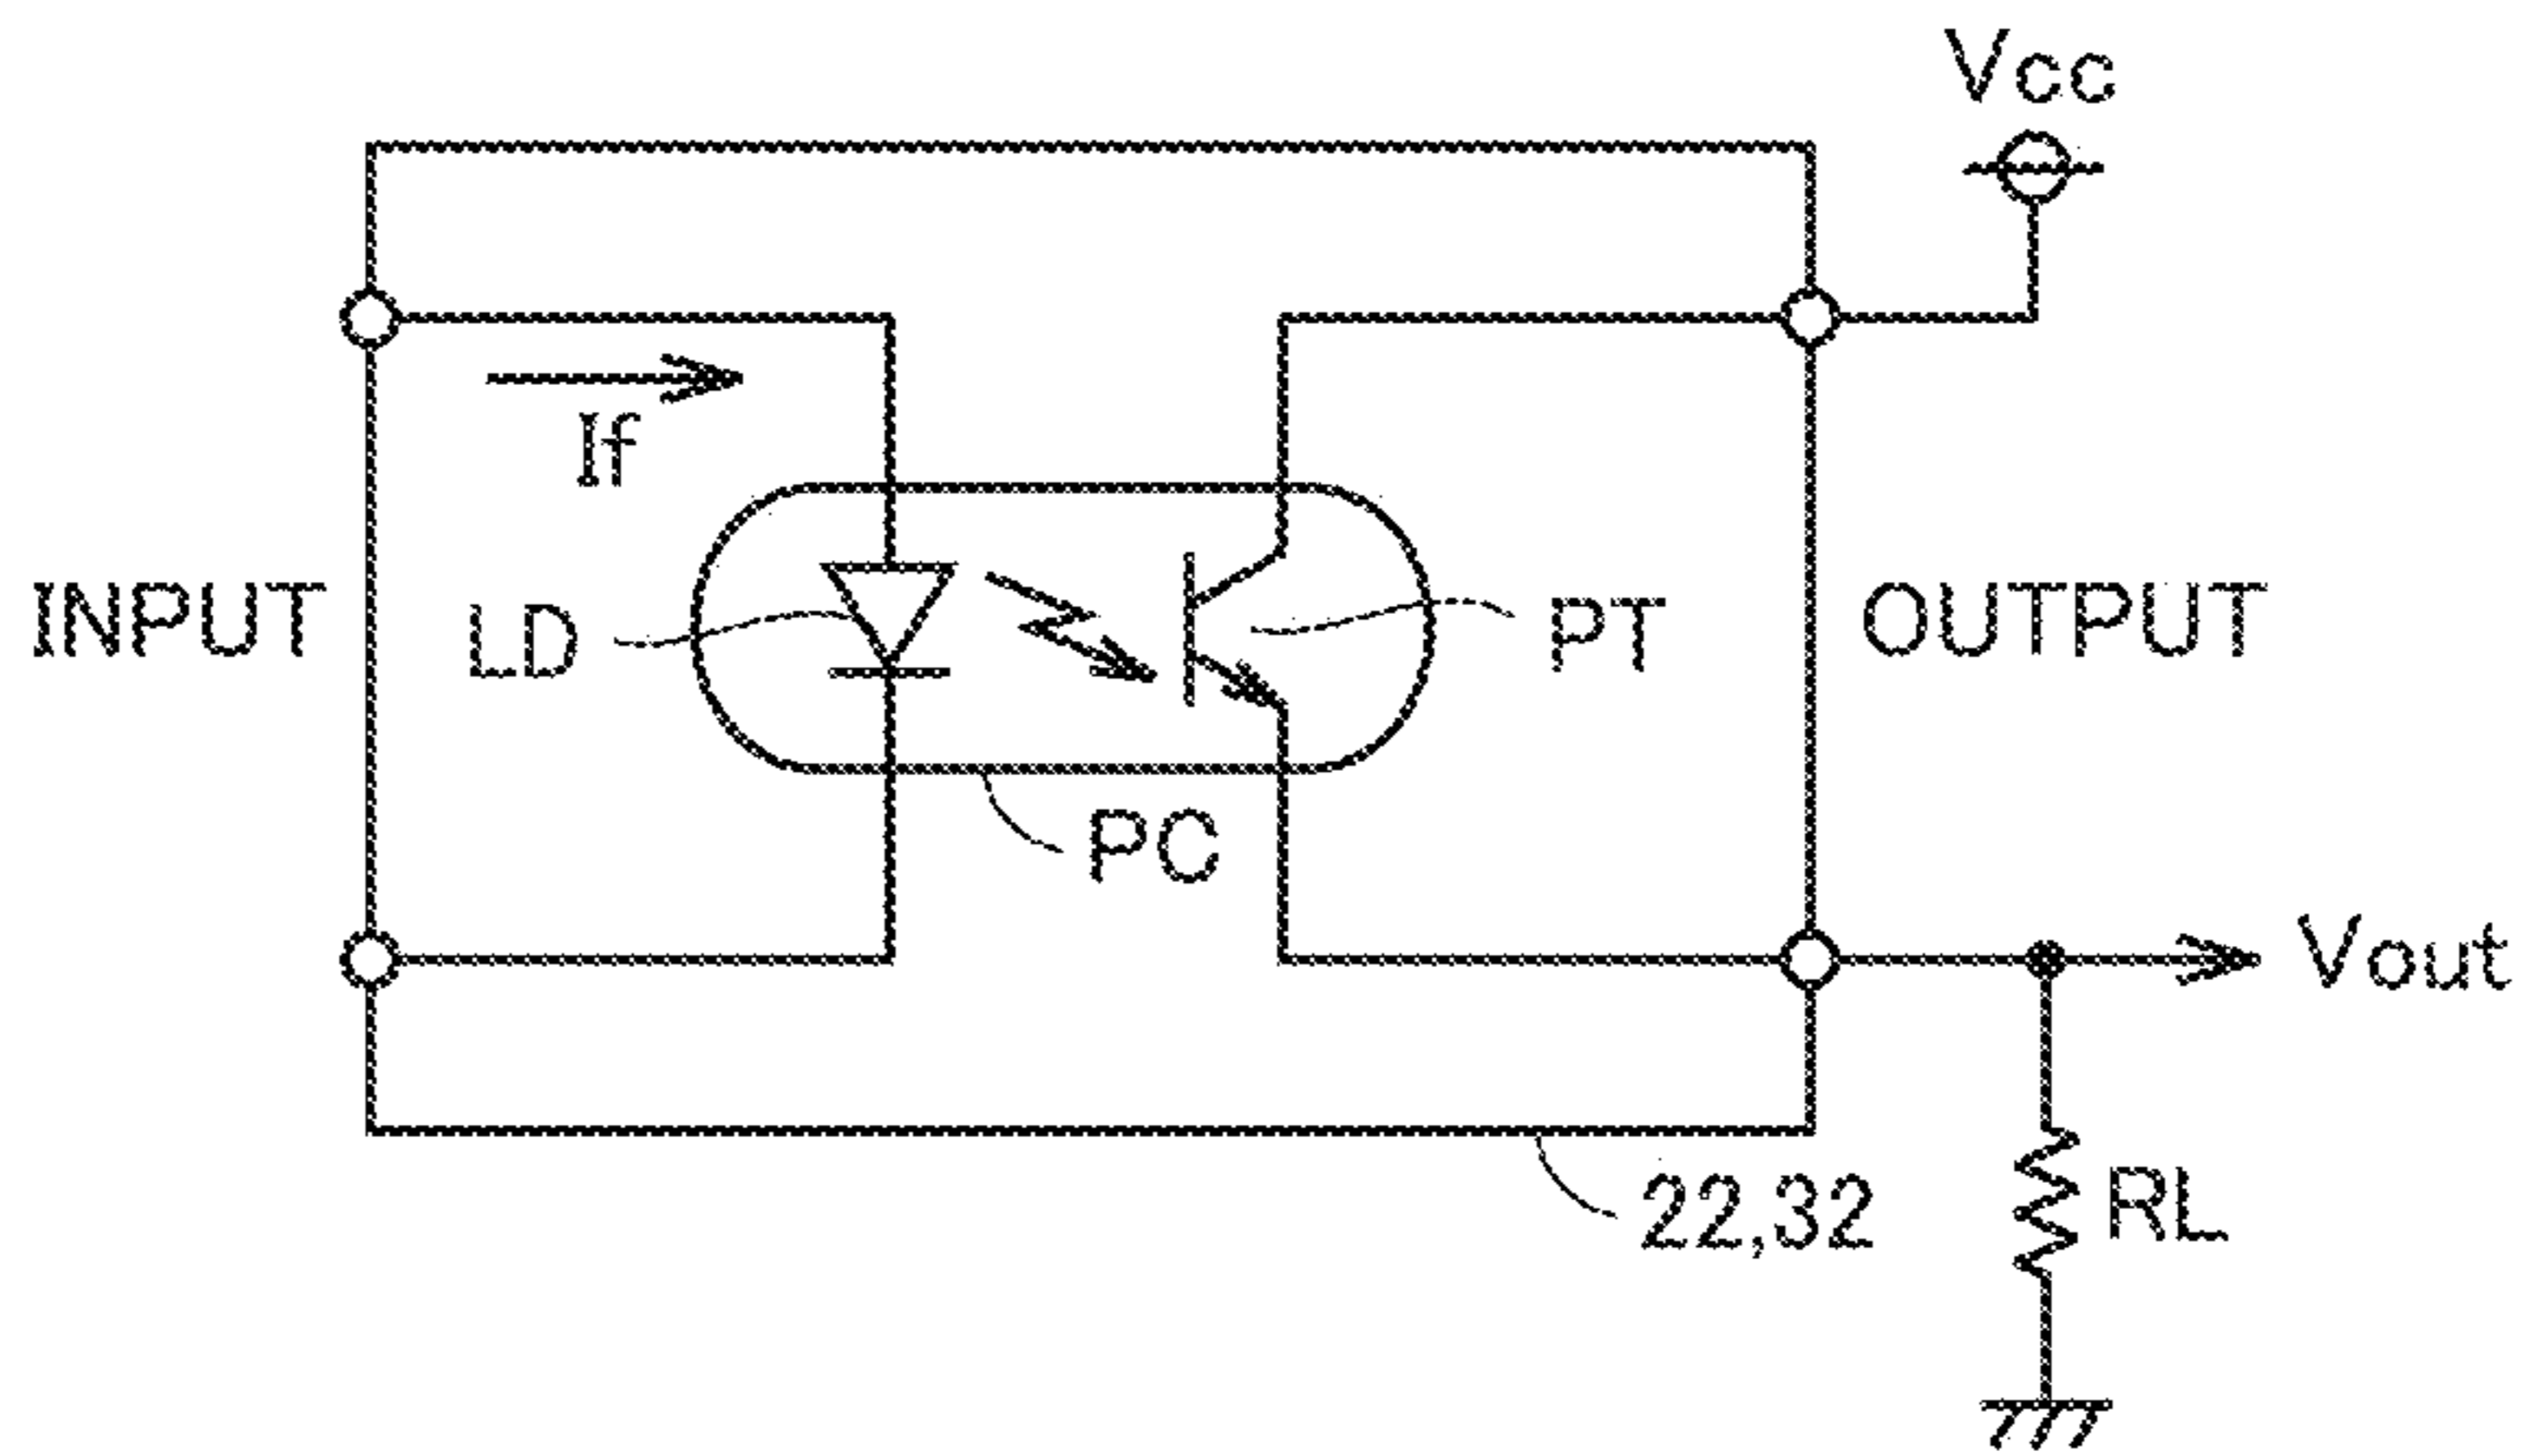 Vcc
If
INPUT
LD
PT
OUTPUT
PC
Vout
22,32
RL